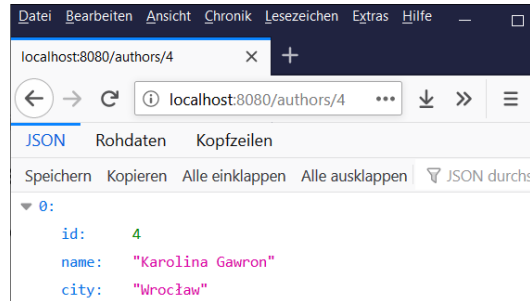 Datei Bearbeiten Ansicht Chronik Lesezeichen Extras Hilfe
localhost:8080/authors/4
localhost:8080/authors/4
JSON Rohdaten Kopfzeilen
Speichern Kopieren Alle einklappen Alle ausklappen JSON
0:
id: 4
name: "Karolina Gawron"
city: "Wrocław"